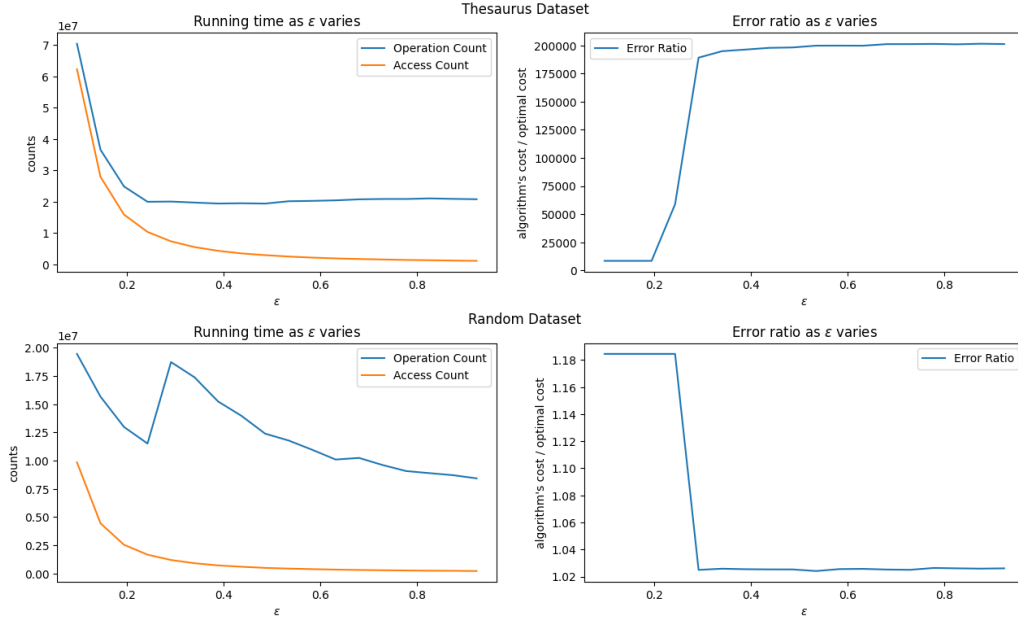 Thesaurus Dataset
Running time as ε varies
1e7
Operation Count
Access Count
7
6
5
4
3
2
1
0
counts
0.2 0.4 0.6 0.8
ε
Error ratio as ε varies
Error Ratio
200000
175000
150000
125000
100000
75000
50000
25000
0
algorithm's cost / optimal cost
0.2 0.4 0.6 0.8
ε
Random Dataset
Running time as ε varies
1e7
Operation Count
Access Count
2.00
1.75
1.50
1.25
1.00
0.75
0.50
0.25
0.00
counts
0.2 0.4 0.6 0.8
ε
Error ratio as ε varies
Error Ratio
1.18
1.16
1.14
1.12
1.10
1.08
1.06
1.04
1.02
algorithm's cost / optimal cost
0.2 0.4 0.6 0.8
ε